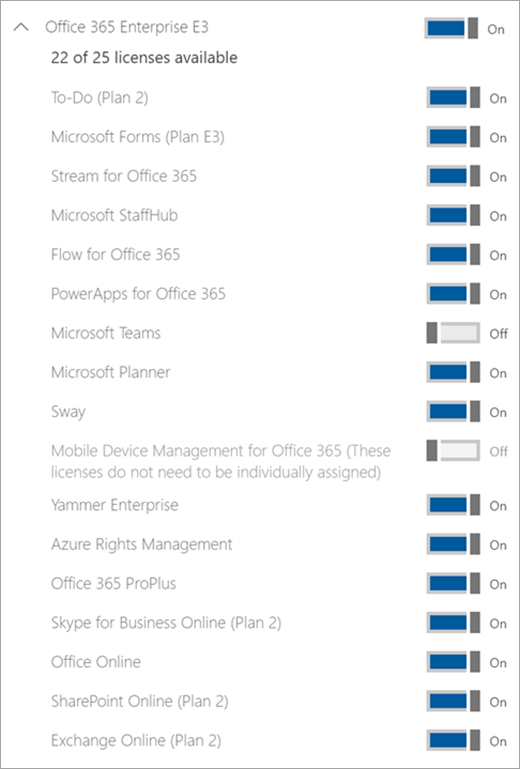 Office 365 Enterprise E3 On
22 of 25 licenses available
To-Do (Plan 2) On
Microsoft Forms (Plan E3) On
Stream for Office 365 On
Microsoft StaffHub On
Flow for Office 365 On
PowerApps for Office 365 On
Microsoft Teams Off
Microsoft Planner On
Sway On
Mobile Device Management for Office 365 (These Off
licenses do not need to be individually assigned)
Yammer Enterprise On
Azure Rights Management On
Office 365 ProPlus On
Skype for Business Online (Plan 2) On
Office Online On
SharePoint Online (Plan 2) On
Exchange Online (Plan 2) On